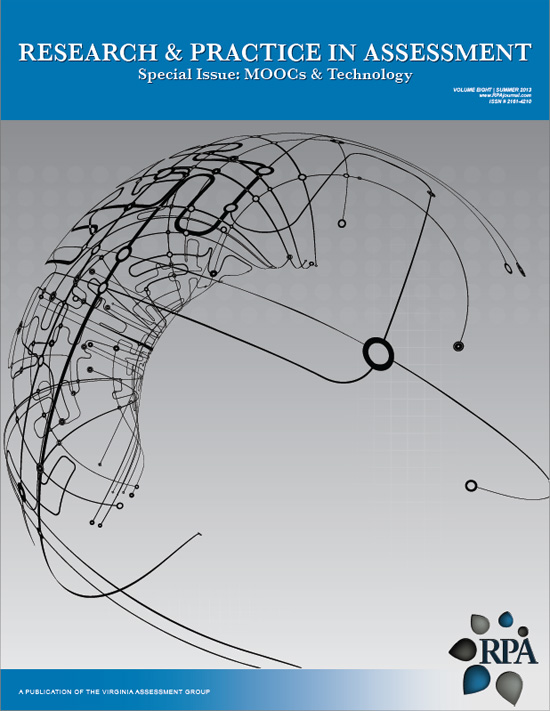 RESEARCH & PRACTICE IN ASSESSMENT
Special Issue: MOOCs & Technology
VOLUME EIGHT | SUMMER 2013
www.RPAjournal.com
ISSN # 2161-4210
RPA
A PUBLICATION OF THE VIRGINIA ASSESSMENT GROUP